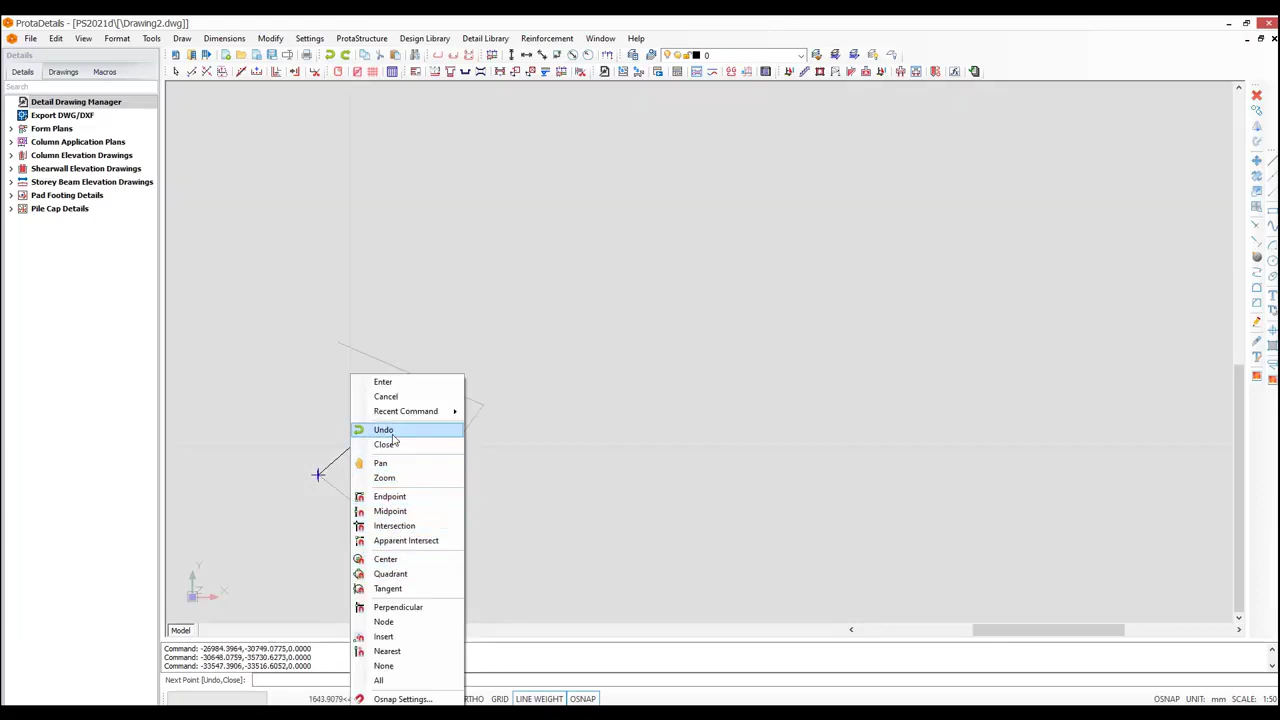 ProtaDetails - [PS2021d\[\Drawing2.dwg]]
File Edit View Format Tools Draw Dimensions Modify Settings ProtaStructure Design Library Detail Library Reinforcement Window Help
Details
0
Details Drawings Macros
Search
Detail Drawing Manager
Export DWG/DXF
Form Plans
Column Application Plans
Column Elevation Drawings
Shearwall Elevation Drawings
Storey Beam Elevation Drawings
Pad Footing Details
Pile Cap Details
Enter
Cancel
Recent Command
Undo
Close
Pan
Zoom
Endpoint
Midpoint
Intersection
Apparent Intersect
Center
Quadrant
Tangent
Perpendicular
Node
Insert
Nearest
None
All
Osnap Settings...
Y
X
Z
Model
Command: -26984.3964,-30749.0775,0.0000
Command: -30648.0657,-35730.6273,0.0000
Command: -33547.3906,-33516.6052,0.0000
Next Point [Undo,Close]:
1643.9079<< GRID LINE WEIGHT OSNAP OSNAP UNIT: mm SCALE: 1:50